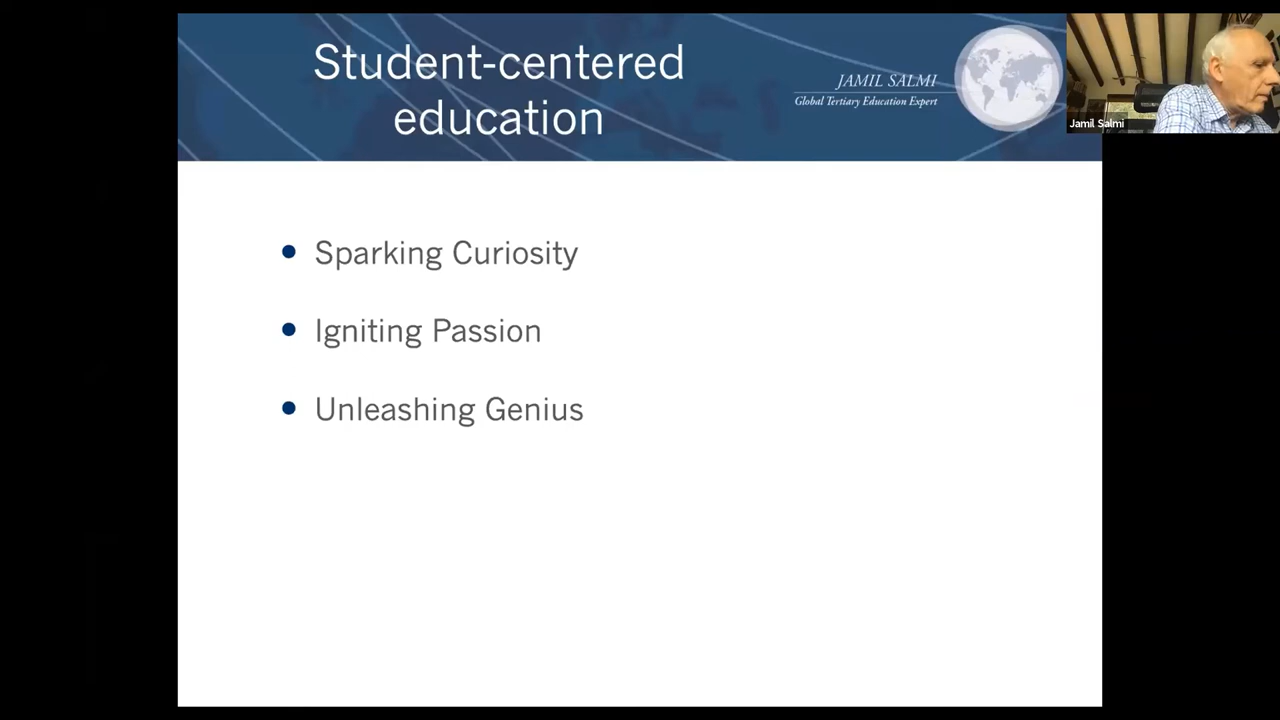 Student-centered
education
JAMIL SALMI
Global Tertiary Education Expert
Jamil Salmi
• Sparking Curiosity
• Igniting Passion
• Unleashing Genius